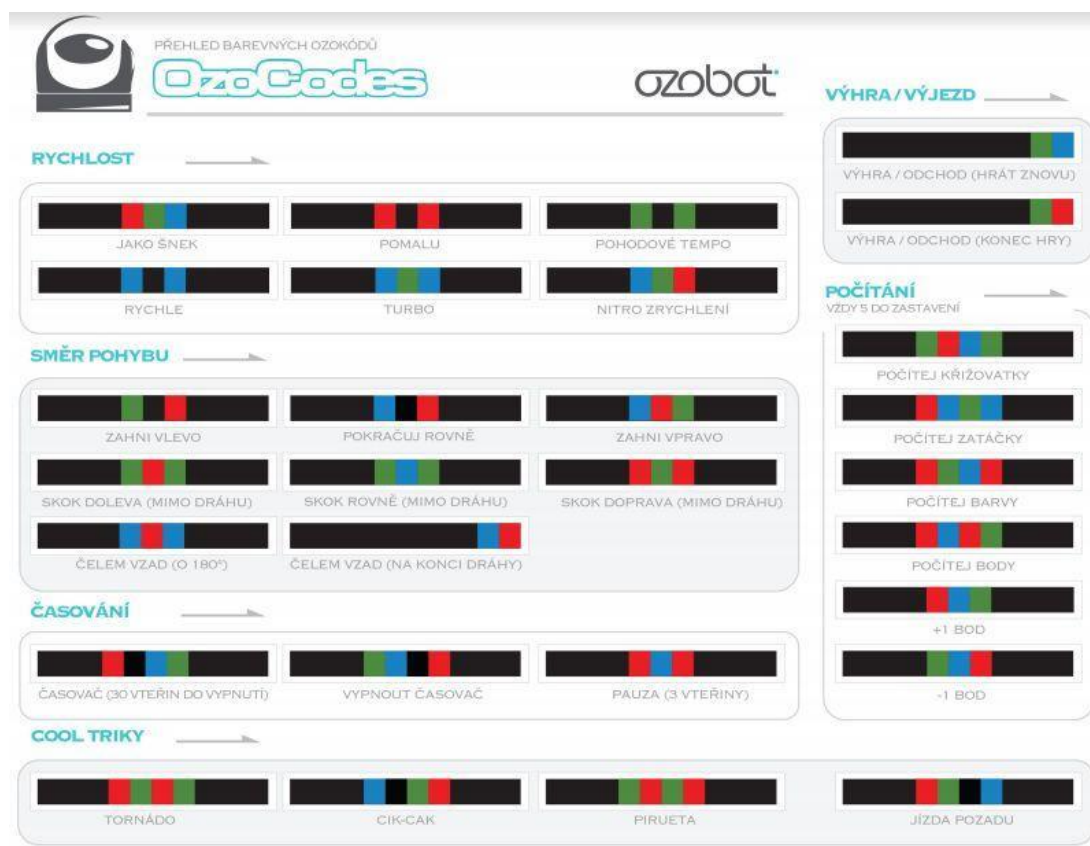 PŘEHLED BAREVNÝCH OZOKÓDŮ
OzoCodes
ozobot
RYCHLOST
JAKO ŠNEK
POMALU
POHODOVÉ TEMPO
RYCHLE
TURBO
NITRO ZRYCHLENÍ
SMĚR POHYBU
ZAHNI VLEVO
POKRAČUJ ROVNĚ
ZAHNI VPRAVO
SKOK DOLEVA (MIMO DRÁHU)
SKOK ROVNĚ (MIMO DRÁHU)
SKOK DOPRAVA (MIMO DRÁHU)
ČELEM VZAD (O 180°)
ČELEM VZAD (NA KONCI DRÁHY)
ČASOVÁNÍ
ČASOVAČ (30 VTEŘIN DO VYPNUTÍ)
VYPNOUT ČASOVAČ
PAUZA (3 VTEŘINY)
COOL TRIKY
TORNÁDO
CIK-CAK
PIRUETA
JÍZDA POZADU
VÝHRA / VÝJEZD
VÝHRA / ODCHOD (HRÁT ZNOVU)
VÝHRA / ODCHOD (KONEC HRY)
POČÍTÁNÍ
VŽDY 5 DO ZASTAVENÍ
POČÍTEJ KŘIŽOVATKY
POČÍTEJ ZATÁČKY
POČÍTEJ BARVY
POČÍTEJ BODY
+1 BOD
-1 BOD